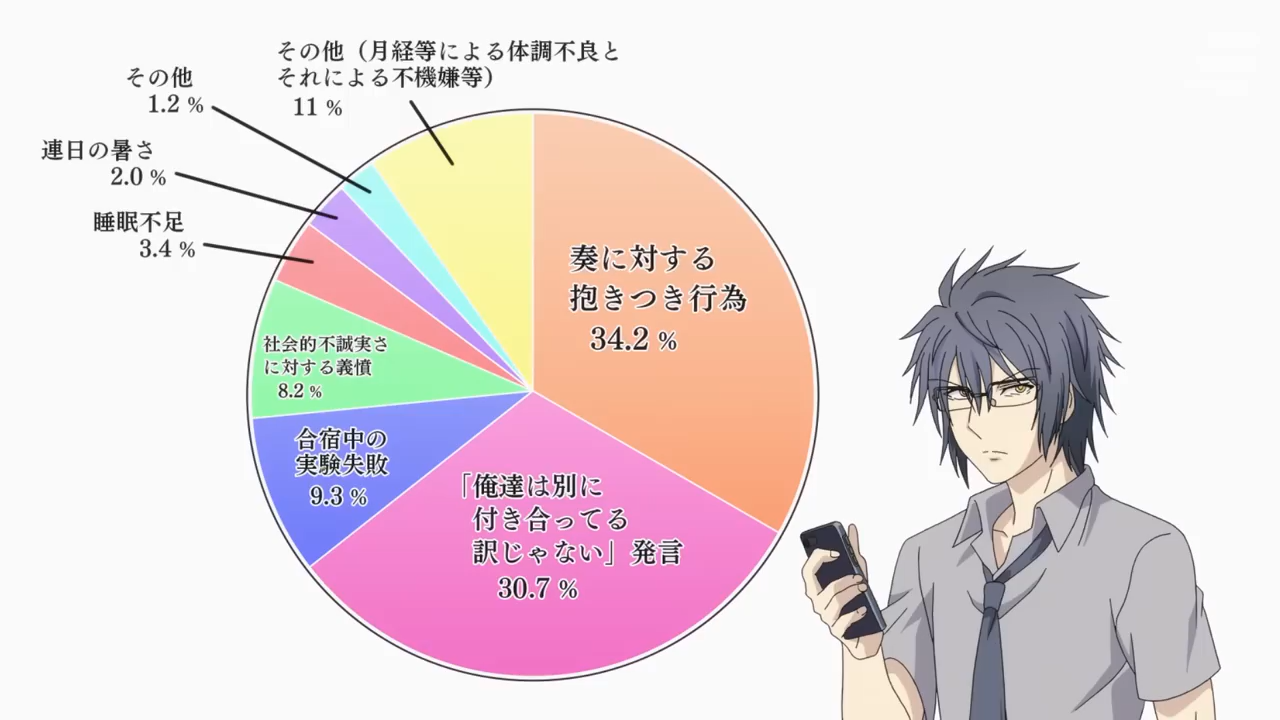 その他（月経等による体調不良と
それによる不機嫌等）
11 %
その他
1.2 %
連日の暑さ
2.0 %
睡眠不足
3.4 %
奏に対する
抱きつき行為
34.2 %
社会的不誠実さ
に対する義憤
8.2 %
合宿中の
実験失敗
9.3 %
「俺達は別に
付き合ってる
訳じゃない」発言
30.7 %